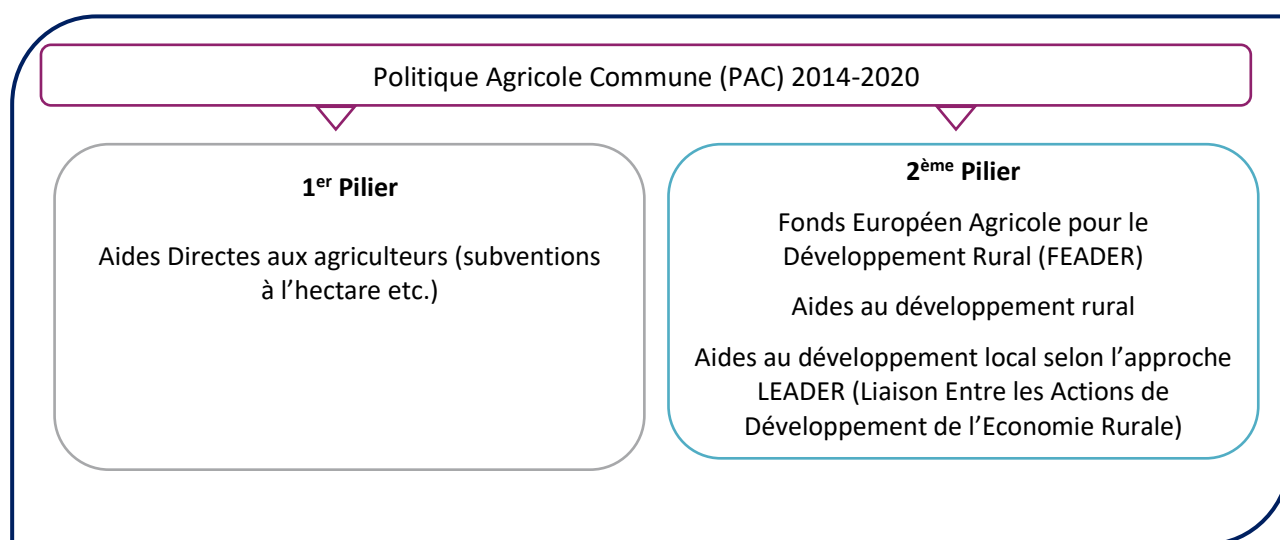 Politique Agricole Commune (PAC) 2014-2020
1er Pilier
Aides Directes aux agriculteurs (subventions
à l’hectare etc.)
2ème Pilier
Fonds Européen Agricole pour le
Développement Rural (FEADER)
Aides au développement rural
Aides au développement local selon l’approche
LEADER (Liaison Entre les Actions de
Développement de l’Economie Rurale)